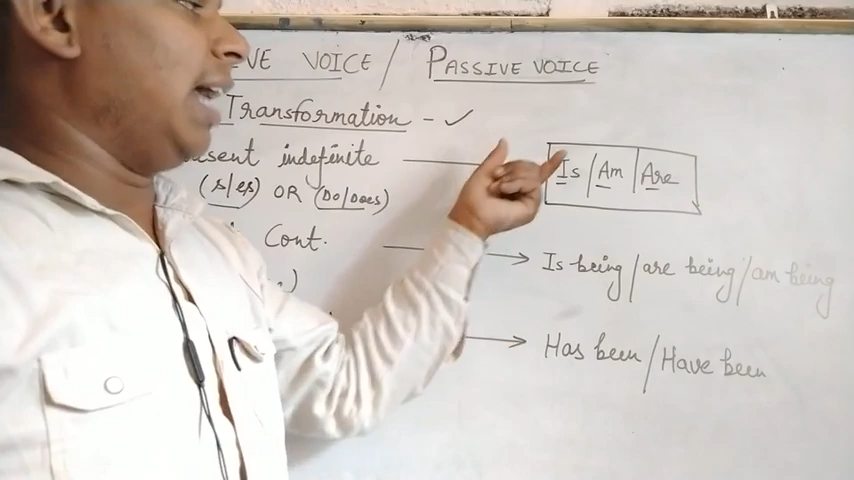 VE VOICE / PASSIVE VOICE
Transformation - ✓
indefinite Is/Am/Are
(s/es) OR (Do/Does)
Cont. Is being/are being/am being
Has been/Have been